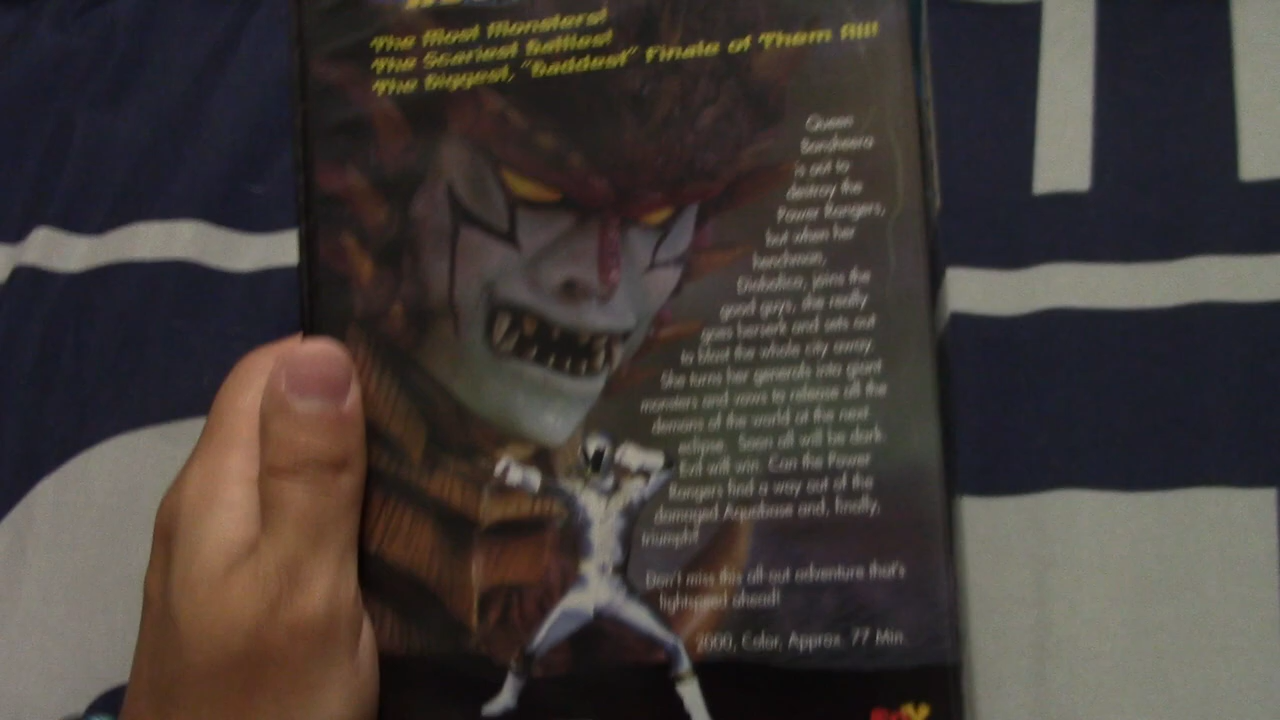 The Most Monsters!
The Scariest Battles!
The Biggest, "Baddest" Finale of Them All!
Queen
Bansheera
is out to
destroy the
Power Rangers,
but when her
henchman,
Diabolico, joins the
good guys, she really
goes berserk and sets out
to blast the whole city away.
She turns her generals into giant
monsters and vows to release all the
demons of the world at the next
eclipse. Soon all will be dark.
Evil will win. Can the Power
Rangers find a way out of the
damaged Aquabase and, finally,
triumph?
Don't miss this all-out adventure that's
lightspeed ahead!
2000, Color, Approx. 77 Min.